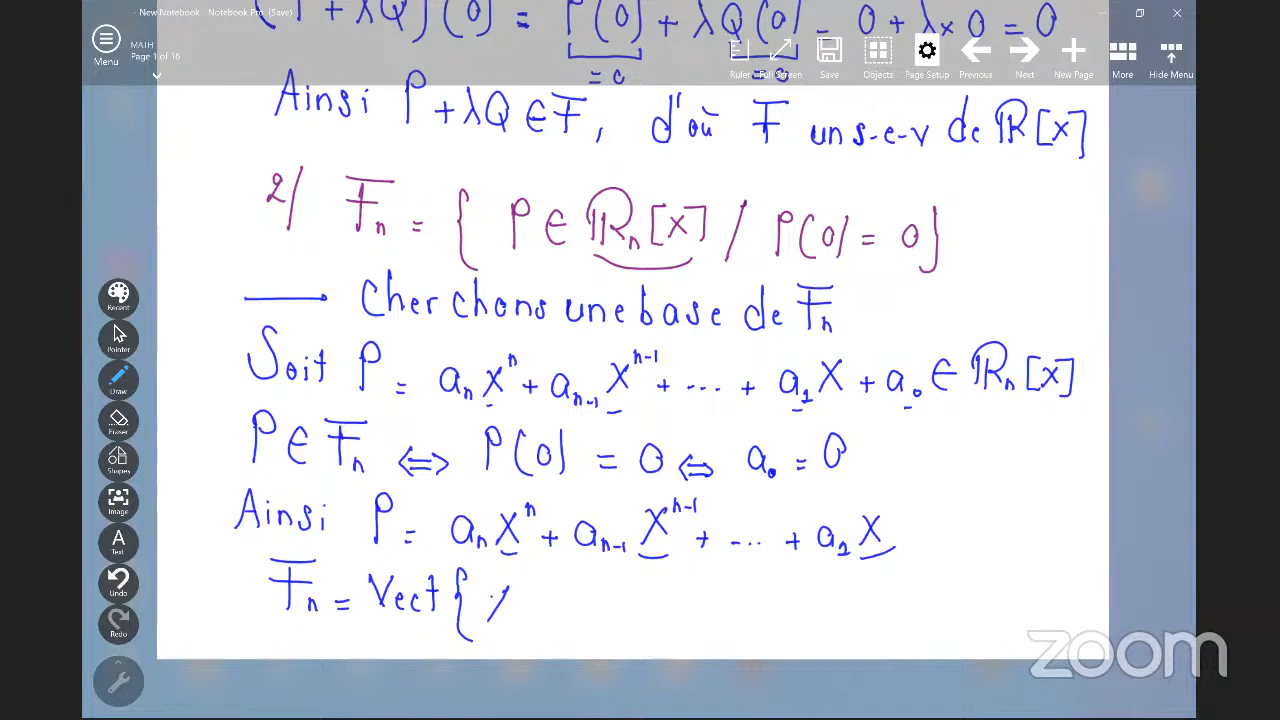 - New Notebook - Notebook Pro (Save)
+ λQ)(0) = P(0) + λQ(0) = 0 + λ×0 = 0
= 0 = 0
Menu
MATH
Page 1 of 16
Ruler Full Screen Save Objects Page Setup Previous Next New Page More Hide Menu
Ainsi P + λQ ∈ F, d'où F un s-e-v de ℝ[X]
2/ Fₙ = { P ∈ ℝₙ[X] / P(0) = 0}
Cherchons une base de Fₙ
Soit P = aₙXⁿ + aₙ₋₁Xⁿ⁻¹ + ... + a₁X + a₀ ∈ ℝₙ[X]
P ∈ Fₙ ⇔ P(0) = 0 ⇔ a₀ = 0
Ainsi P = aₙXⁿ + aₙ₋₁Xⁿ⁻¹ + ... + a₁X
Fₙ = Vect {
Recent
Pointer
Draw
Eraser
Shapes
Image
Text
Undo
Redo
zoom